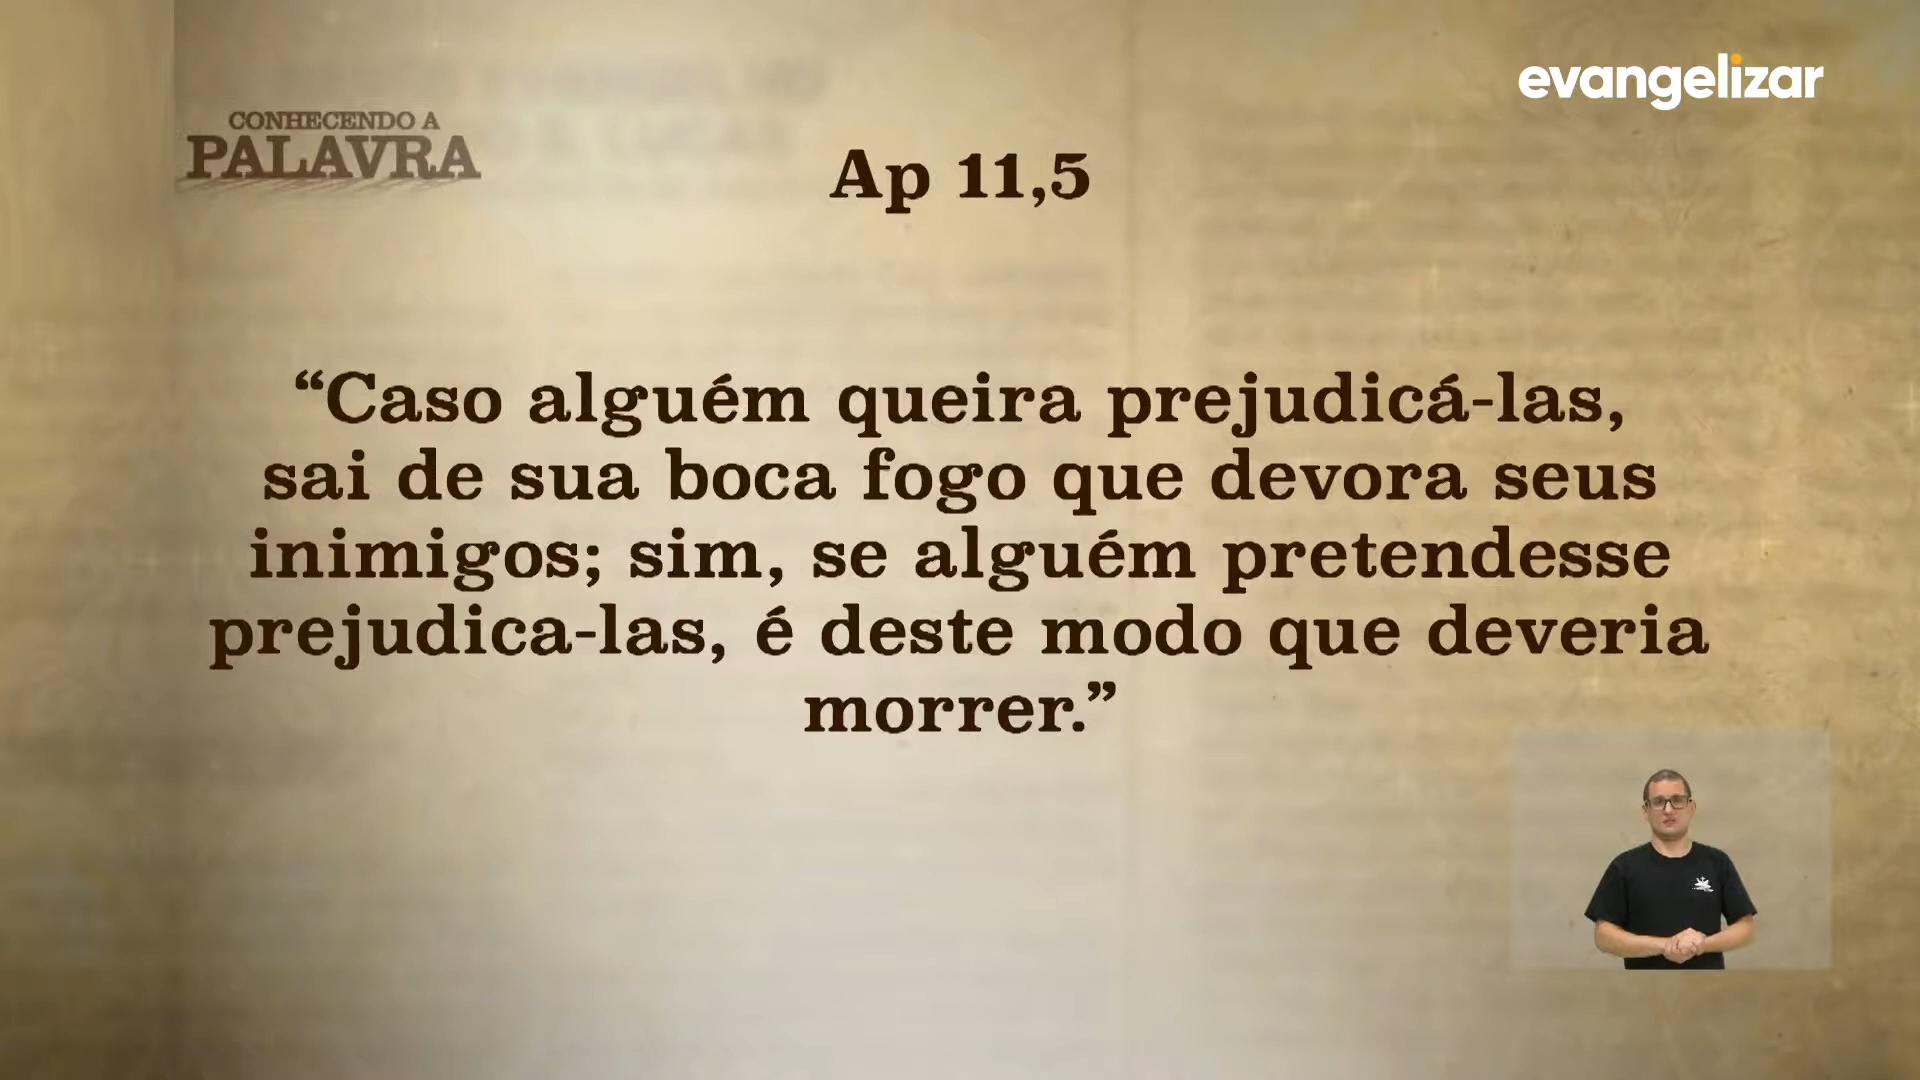 evangelizar
CONHECENDO A
PALAVRA
Ap 11,5
“Caso alguém queira prejudicá-las,
sai de sua boca fogo que devora seus
inimigos; sim, se alguém pretendesse
prejudica-las, é deste modo que deveria
morrer.”